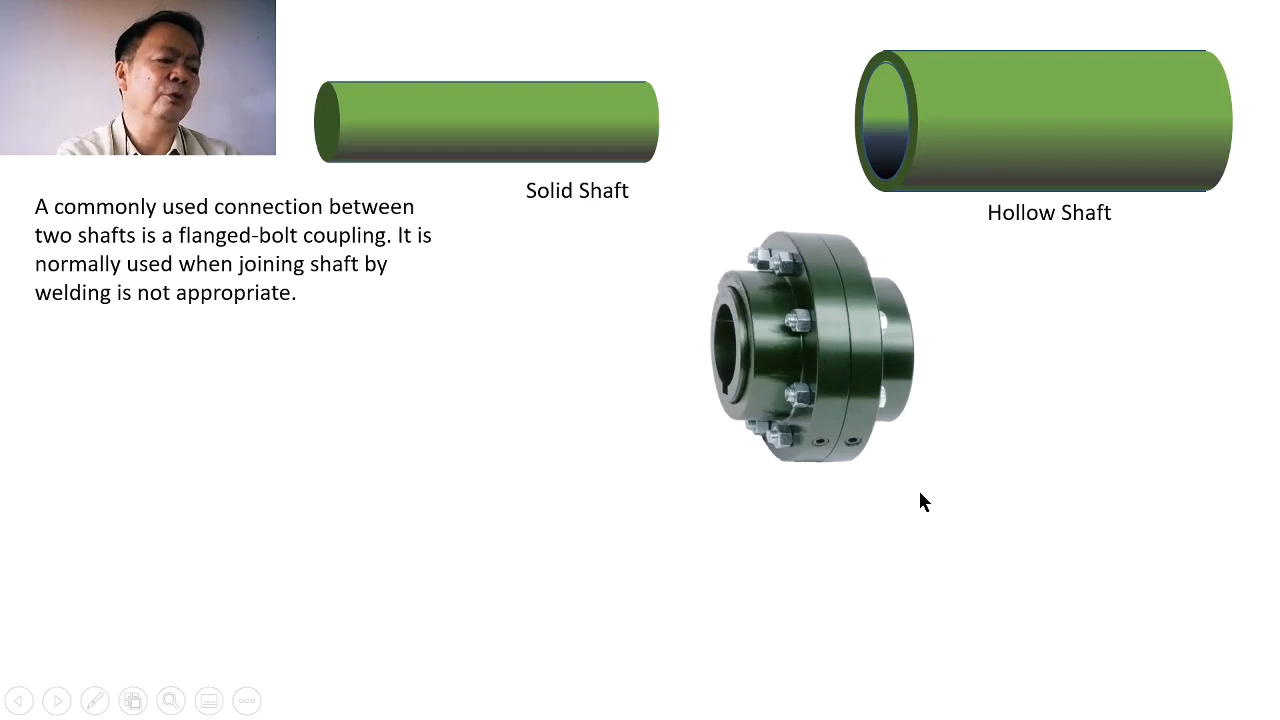 Solid Shaft
Hollow Shaft
A commonly used connection between
two shafts is a flanged-bolt coupling. It is
normally used when joining shaft by
welding is not appropriate.